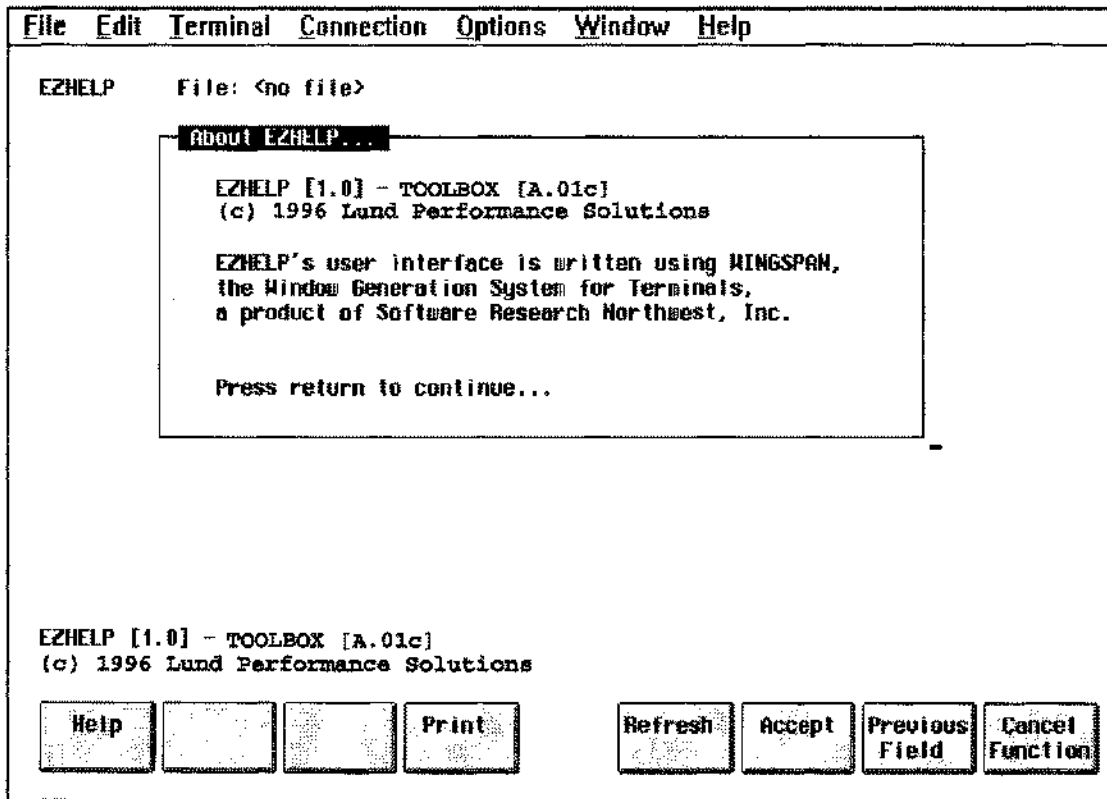 File Edit Terminal Connection Options Window Help
EZHELP File: <no file>
About EZHELP...
EZHELP [1.0] - TOOLBOX [A.01c]
(c) 1996 Lund Performance Solutions
EZHELP's user interface is written using WINGSPAN,
the Window Generation System for Terminals,
a product of Software Research Northwest, Inc.
Press return to continue...
EZHELP [1.0] - TOOLBOX [A.01c]
(c) 1996 Lund Performance Solutions
Help Print Refresh Accept Previous Field Cancel Function